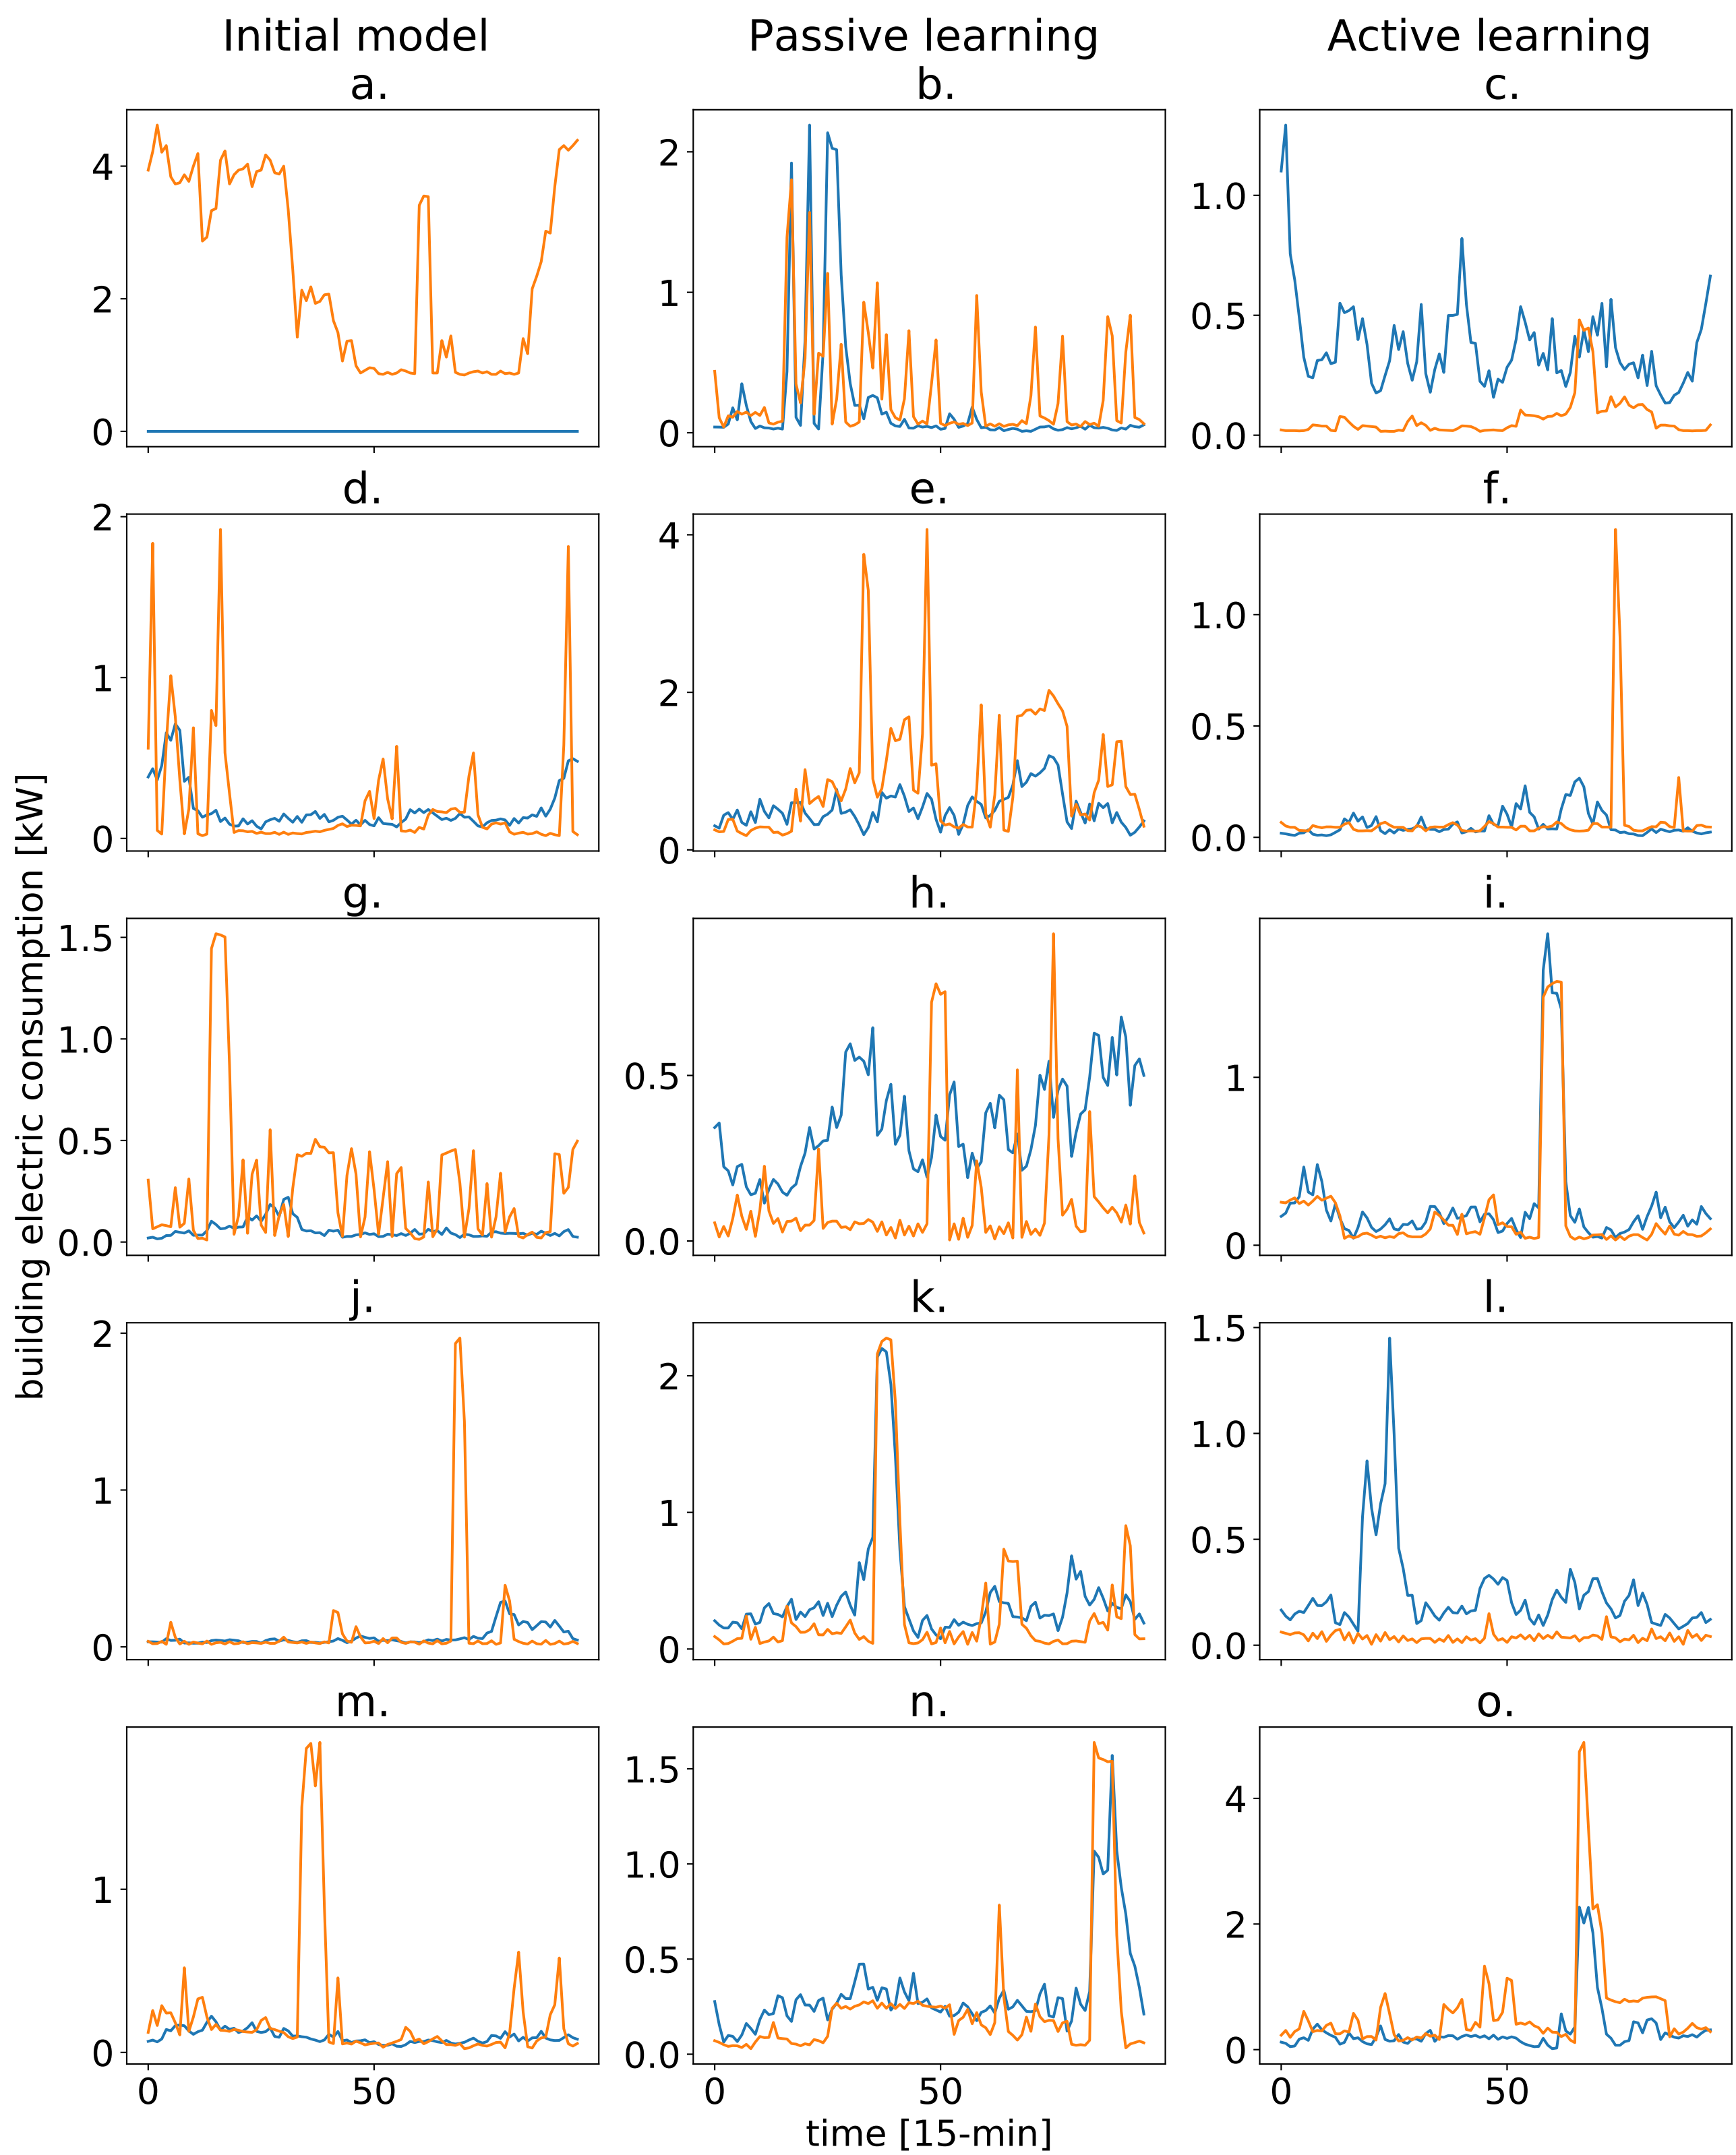 Initial model
Passive learning
Active learning
a.
b.
c.
4
2
0
2
1
0
1.0
0.5
0.0
d.
e.
f.
2
1
0
4
2
0
1.0
0.5
0.0
building electric consumption [kW]
g.
h.
i.
1.5
1.0
0.5
0.0
0.5
0.0
1
0
j.
k.
l.
2
1
0
2
1
0
1.5
1.0
0.5
0.0
m.
n.
o.
1
0
1.5
1.0
0.5
0.0
4
2
0
0 50
0 50
0 50
time [15-min]